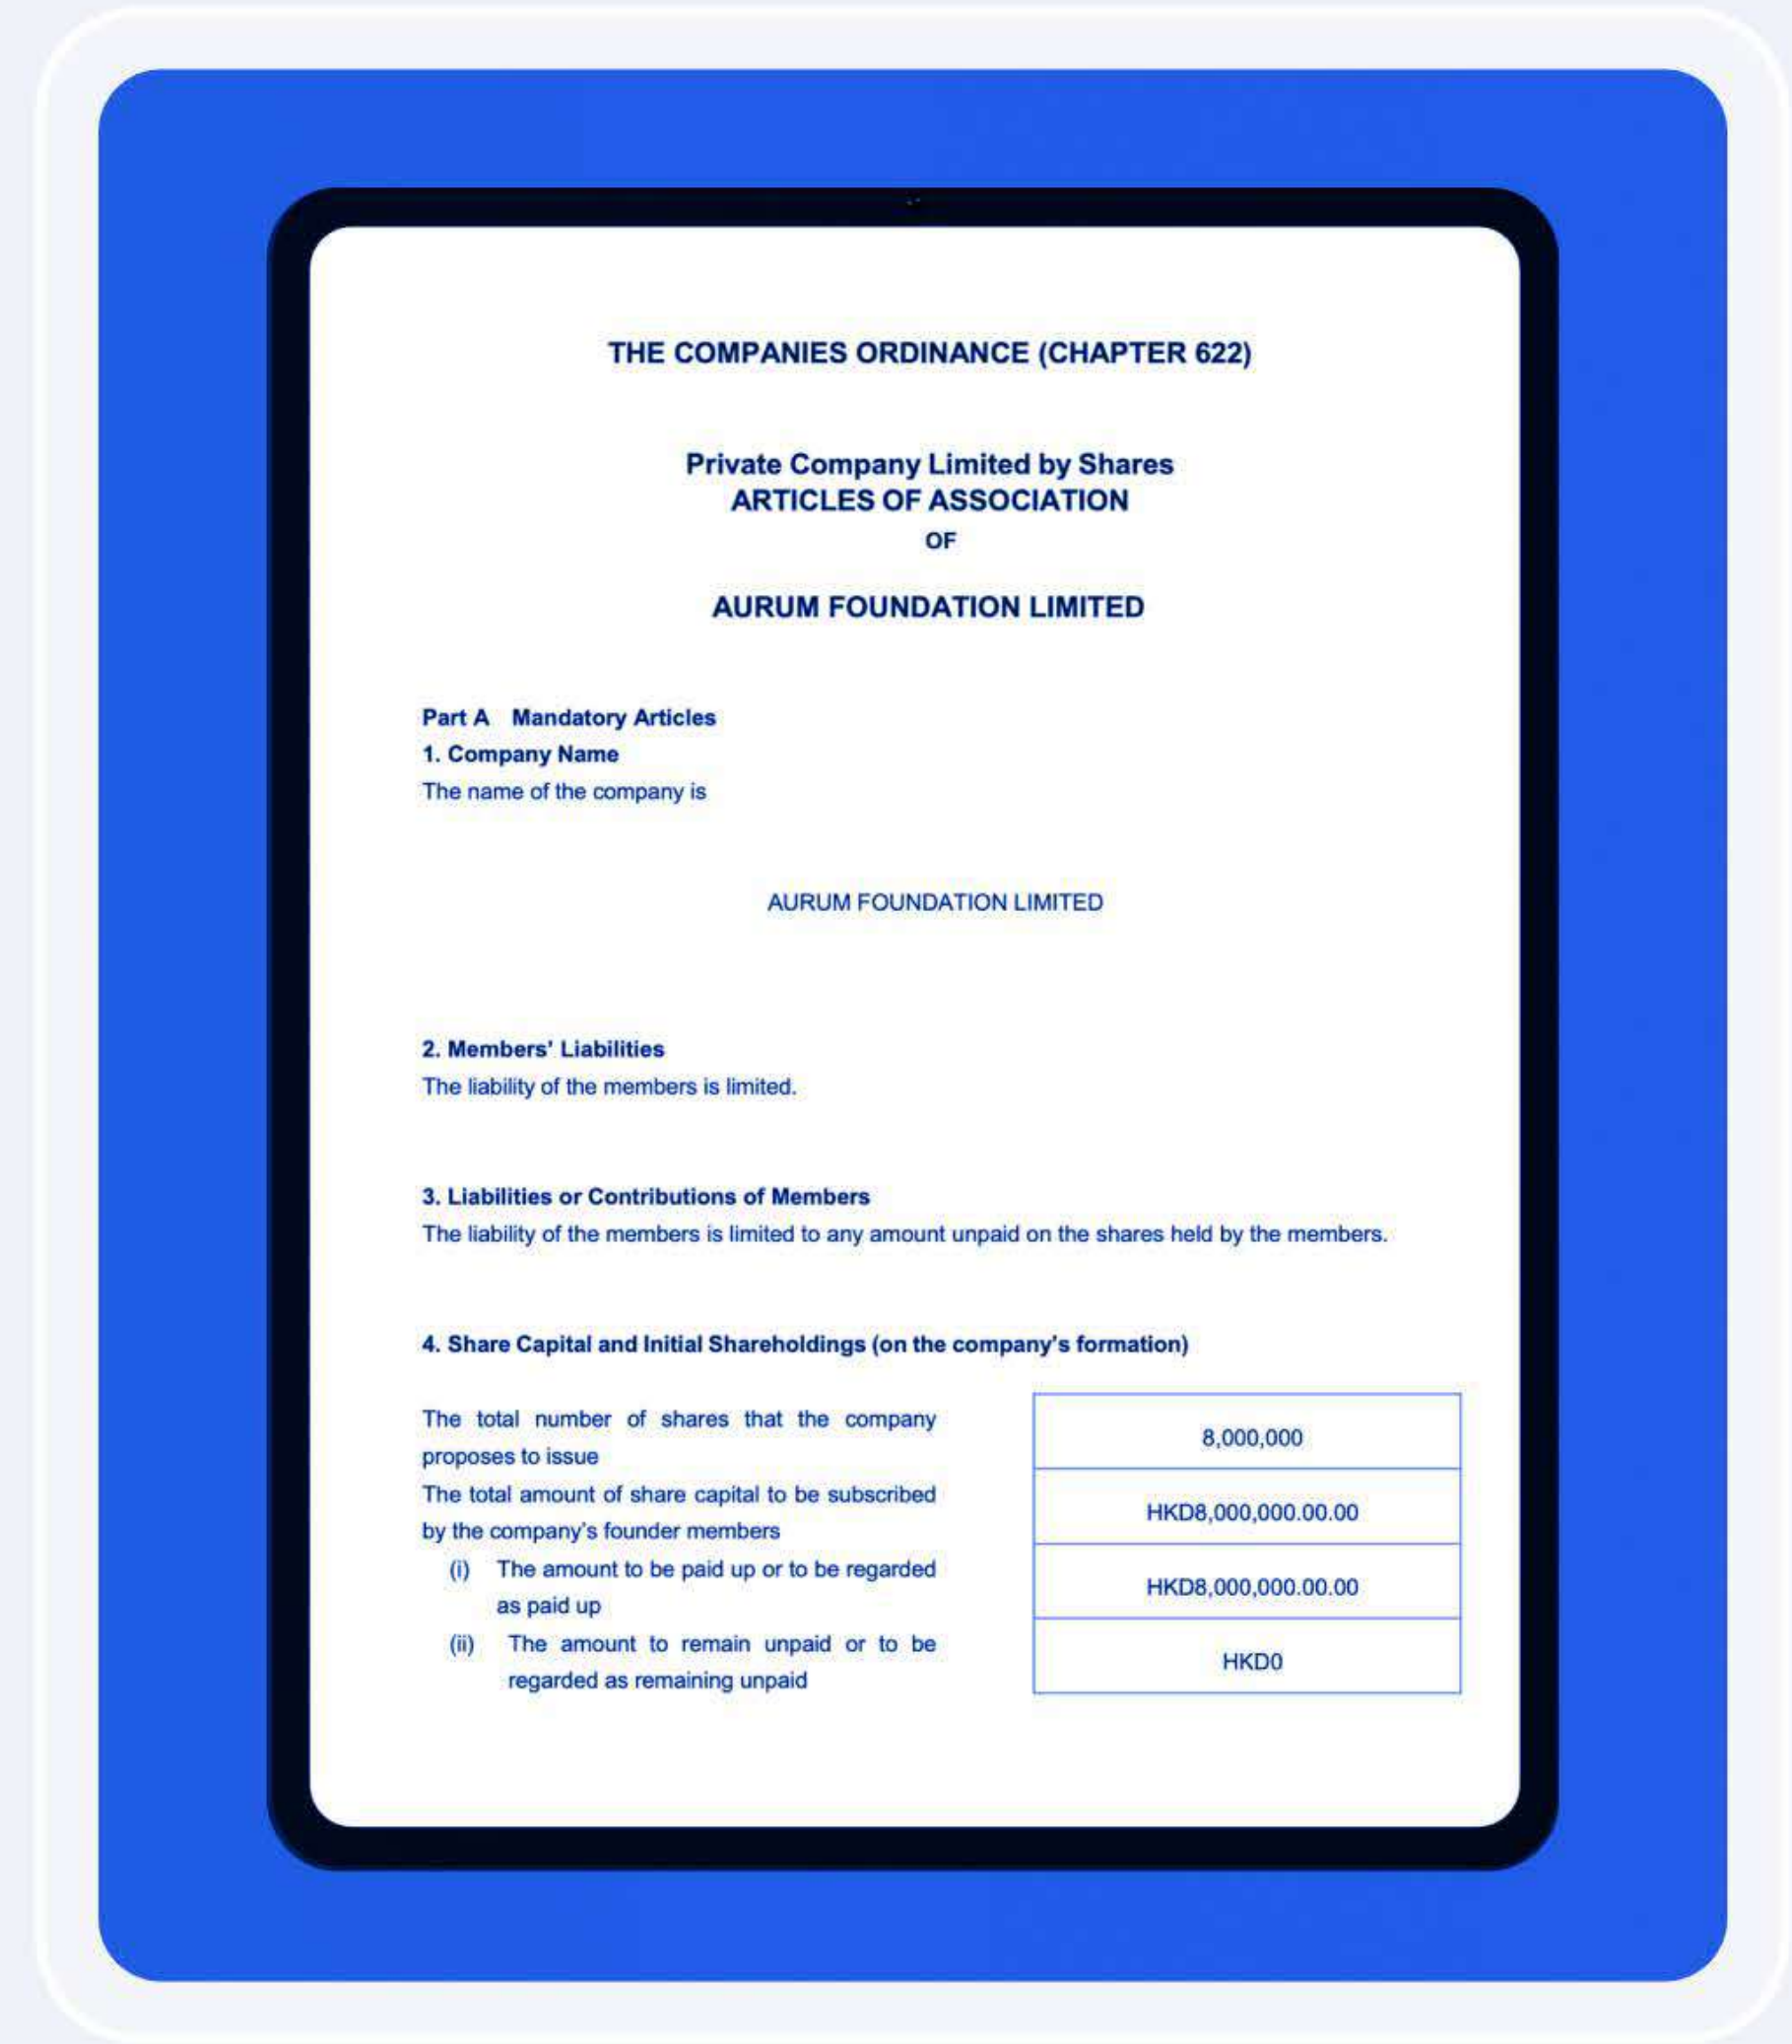 THE COMPANIES ORDINANCE (CHAPTER 622)
Private Company Limited by Shares
ARTICLES OF ASSOCIATION
OF
AURUM FOUNDATION LIMITED
Part A Mandatory Articles
1. Company Name
The name of the company is
AURUM FOUNDATION LIMITED
2. Members' Liabilities
The liability of the members is limited.
3. Liabilities or Contributions of Members
The liability of the members is limited to any amount unpaid on the shares held by the members.
4. Share Capital and Initial Shareholdings (on the company's formation)
The total number of shares that the company
proposes to issue
8,000,000
The total amount of share capital to be subscribed
by the company's founder members
HKD8,000,000.00.00
(i) The amount to be paid up or to be regarded
as paid up
HKD8,000,000.00.00
(ii) The amount to remain unpaid or to be
regarded as remaining unpaid
HKD0